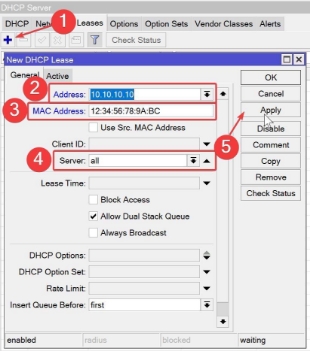 DHCP Server
DHCP Networks Leases Options Option Sets Vendor Classes Alerts
1
Check Status
New DHCP Lease
General Active
2
Address: 10.10.10.10
3
MAC Address: 12:34:56:78:9A:BC
Use Src. MAC Address
Client ID:
4
Server: all
Lease Time:
Block Access
Allow Dual Stack Queue
Always Broadcast
DHCP Options:
DHCP Option Set:
Rate Limit:
Insert Queue Before: first
OK
Cancel
Apply
5
Disable
Comment
Copy
Remove
Check Status
enabled radius blocked waiting